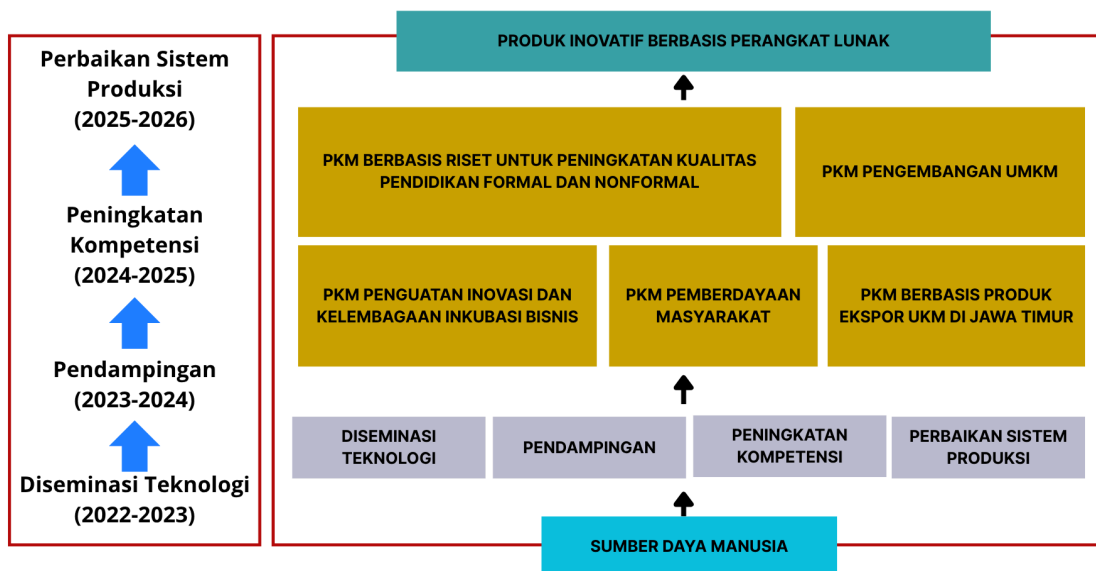 Perbaikan Sistem
Produksi
(2025-2026)
Peningkatan
Kompetensi
(2024-2025)
Pendampingan
(2023-2024)
Diseminasi Teknologi
(2022-2023)
PRODUK INOVATIF BERBASIS PERANGKAT LUNAK
PKM BERBASIS RISET UNTUK PENINGKATAN KUALITAS
PENDIDIKAN FORMAL DAN NONFORMAL
PKM PENGEMBANGAN UMKM
PKM PENGUATAN INOVASI DAN
KELEMBAGAAN INKUBASI BISNIS
PKM PEMBERDAYAAN
MASYARAKAT
PKM BERBASIS PRODUK
EKSPOR UKM DI JAWA TIMUR
DISEMINASI
TEKNOLOGI
PENDAMPINGAN
PENINGKATAN
KOMPETENSI
PERBAIKAN SISTEM
PRODUKSI
SUMBER DAYA MANUSIA